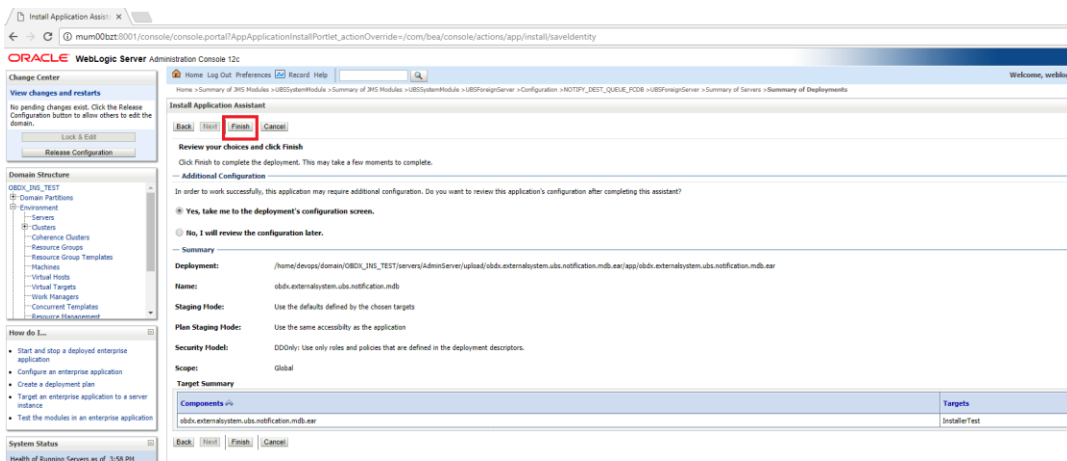 Install Application Assist
mum00bzt:8001/console/console.portal?AppApplicationInstallPortlet_actionOverride=/com/bea/console/actions/app/install/saveIdentity
ORACLE WebLogic Server Administration Console 12c
Change Center
View changes and restarts
No pending changes exist. Click the Release
Configuration button to allow others to edit the
domain.
Lock & Edit
Release Configuration
Domain Structure
OBDX_INS_TEST
Domain Partitions
Environment
Servers
Clusters
Coherence Clusters
Resource Groups
Resource Group Templates
Machines
Virtual Hosts
Virtual Targets
Work Managers
Concurrent Templates
Resource Management
How do I...
Start and stop a deployed enterprise
application
Configure an enterprise application
Create a deployment plan
Target an enterprise application to a server
instance
Test the modules in an enterprise application
System Status
Health of Running Servers as of 3:58 PM
Home Log Out Preferences Record Help
Welcome, weblo
Home >Summary of JMS Modules >UBSSystemModule >Summary of JMS Modules >UBSSystemModule >UBSForeignServer >Configuration >NOTIFY_DEST_QUEUE_FCDB >UBSForeignServer >Summary of Servers >Summary of Deployments
Install Application Assistant
Back Next Finish Cancel
Review your choices and click Finish
Click Finish to complete the deployment. This may take a few moments to complete.
Additional Configuration
In order to work successfully, this application may require additional configuration. Do you want to review this application's configuration after completing this assistant?
Yes, take me to the deployment's configuration screen.
No, I will review the configuration later.
Summary
Deployment: /home/devops/domain/OBDX_INS_TEST/servers/AdminServer/upload/obdx.externalsystem.ubs.notification.mdb.ear/app/obdx.externalsystem.ubs.notification.mdb.ear
Name: obdx.externalsystem.ubs.notification.mdb
Staging Mode: Use the defaults defined by the chosen targets
Plan Staging Mode: Use the same accessibilty as the application
Security Model: DDOnly: Use only roles and policies that are defined in the deployment descriptors.
Scope: Global
Target Summary
Components Targets
obdx.externalsystem.ubs.notification.mdb.ear InstallerTest
Back Next Finish Cancel